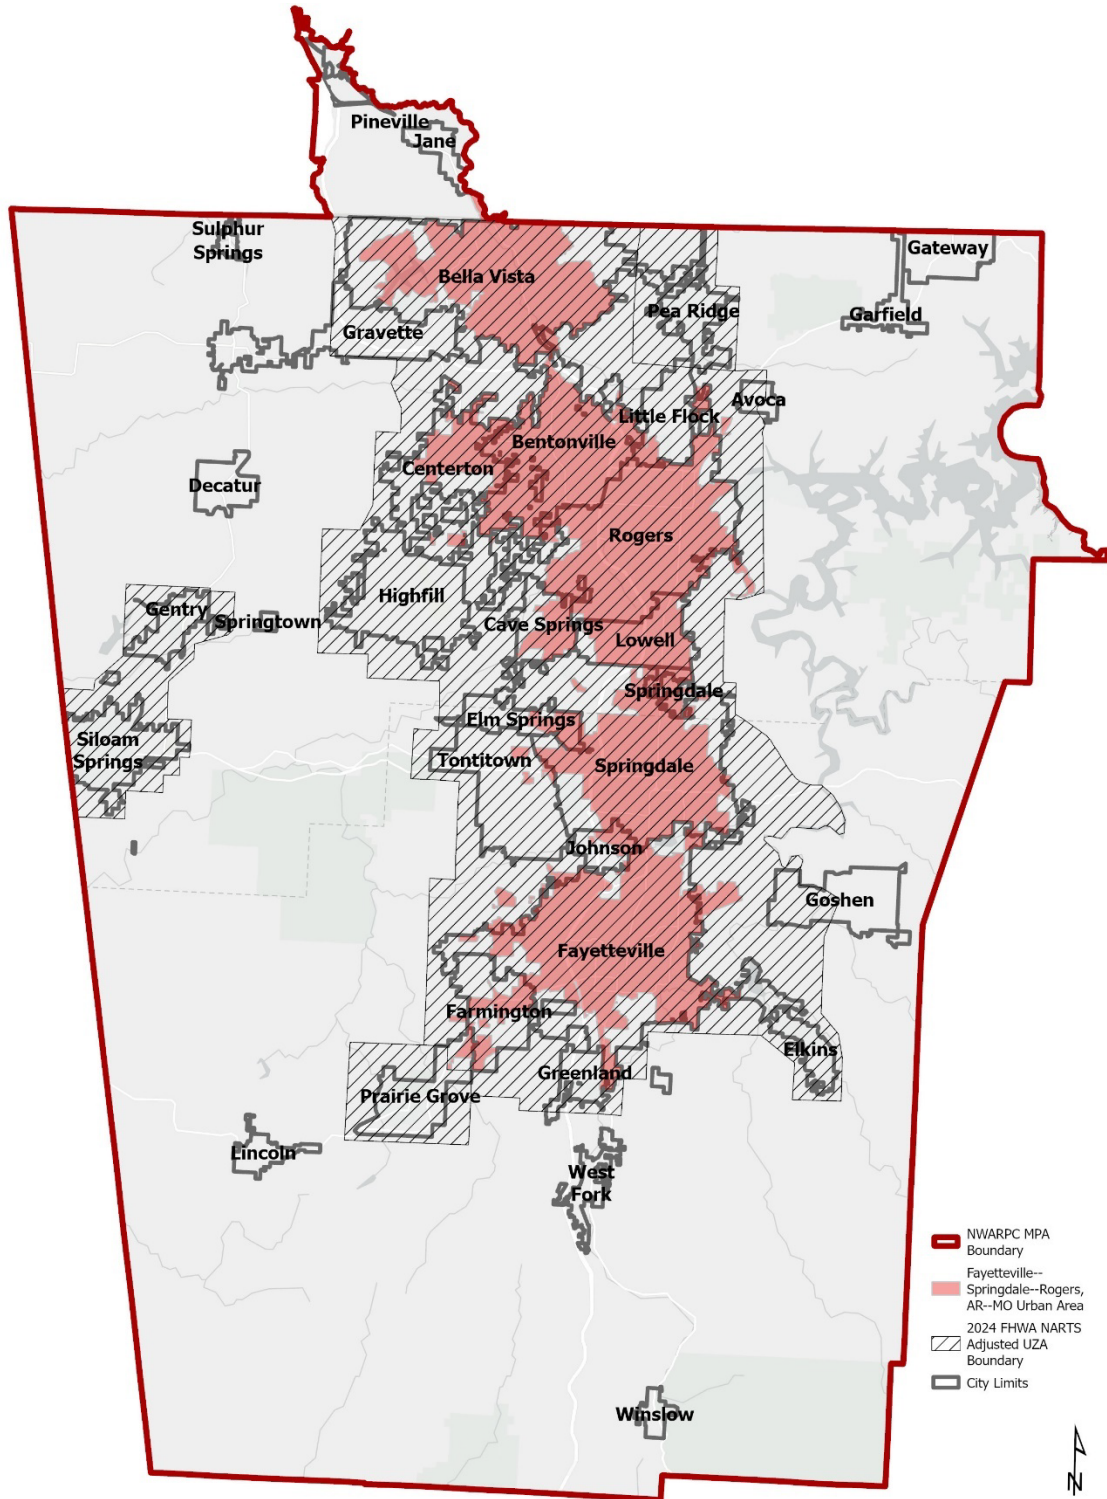 Pineville
Jane
Sulphur
Springs
Gateway
Bella Vista
Pea Ridge
Garfield
Gravette
Avoca
Little Flock
Bentonville
Centerton
Decatur
Rogers
Highfill
Gentry
Springtown
Cave Springs
Lowell
Springdale
Elm Springs
Siloam
Springs
Tontitown
Springdale
Johnson
Goshen
Fayetteville
Farmington
Elkins
Greenland
Prairie Grove
Lincoln
West
Fork
Winslow
NWARPC MPA
Boundary
Fayetteville--
Springdale--Rogers,
AR--MO Urban Area
2024 FHWA NARTS
Adjusted UZA
Boundary
City Limits
N